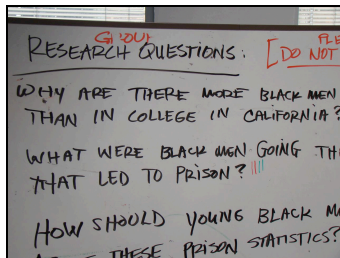 GROUP
RESEARCH QUESTIONS: [DO NOT
WHY ARE THERE MORE BLACK MEN
THAN IN COLLEGE IN CALIFORNIA?
WHAT WERE BLACK MEN GOING
THAT LED TO PRISON?
HOW SHOULD YOUNG BLACK
THESE PRISON STATISTICS?